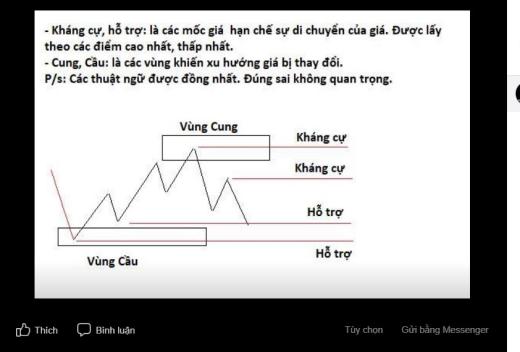 - Kháng cự, hỗ trợ: là các mốc giá hạn chế sự di chuyển của giá. Được lấy
theo các điểm cao nhất, thấp nhất.
- Cung, Cầu: là các vùng khiến xu hướng giá bị thay đổi.
P/s: Các thuật ngữ được đồng nhất. Đúng sai không quan trọng.
Vùng Cung
Kháng cự
Kháng cự
Hỗ trợ
Hỗ trợ
Vùng Cầu
Thích
Bình luận
Tùy chọn
Gửi bằng Messenger